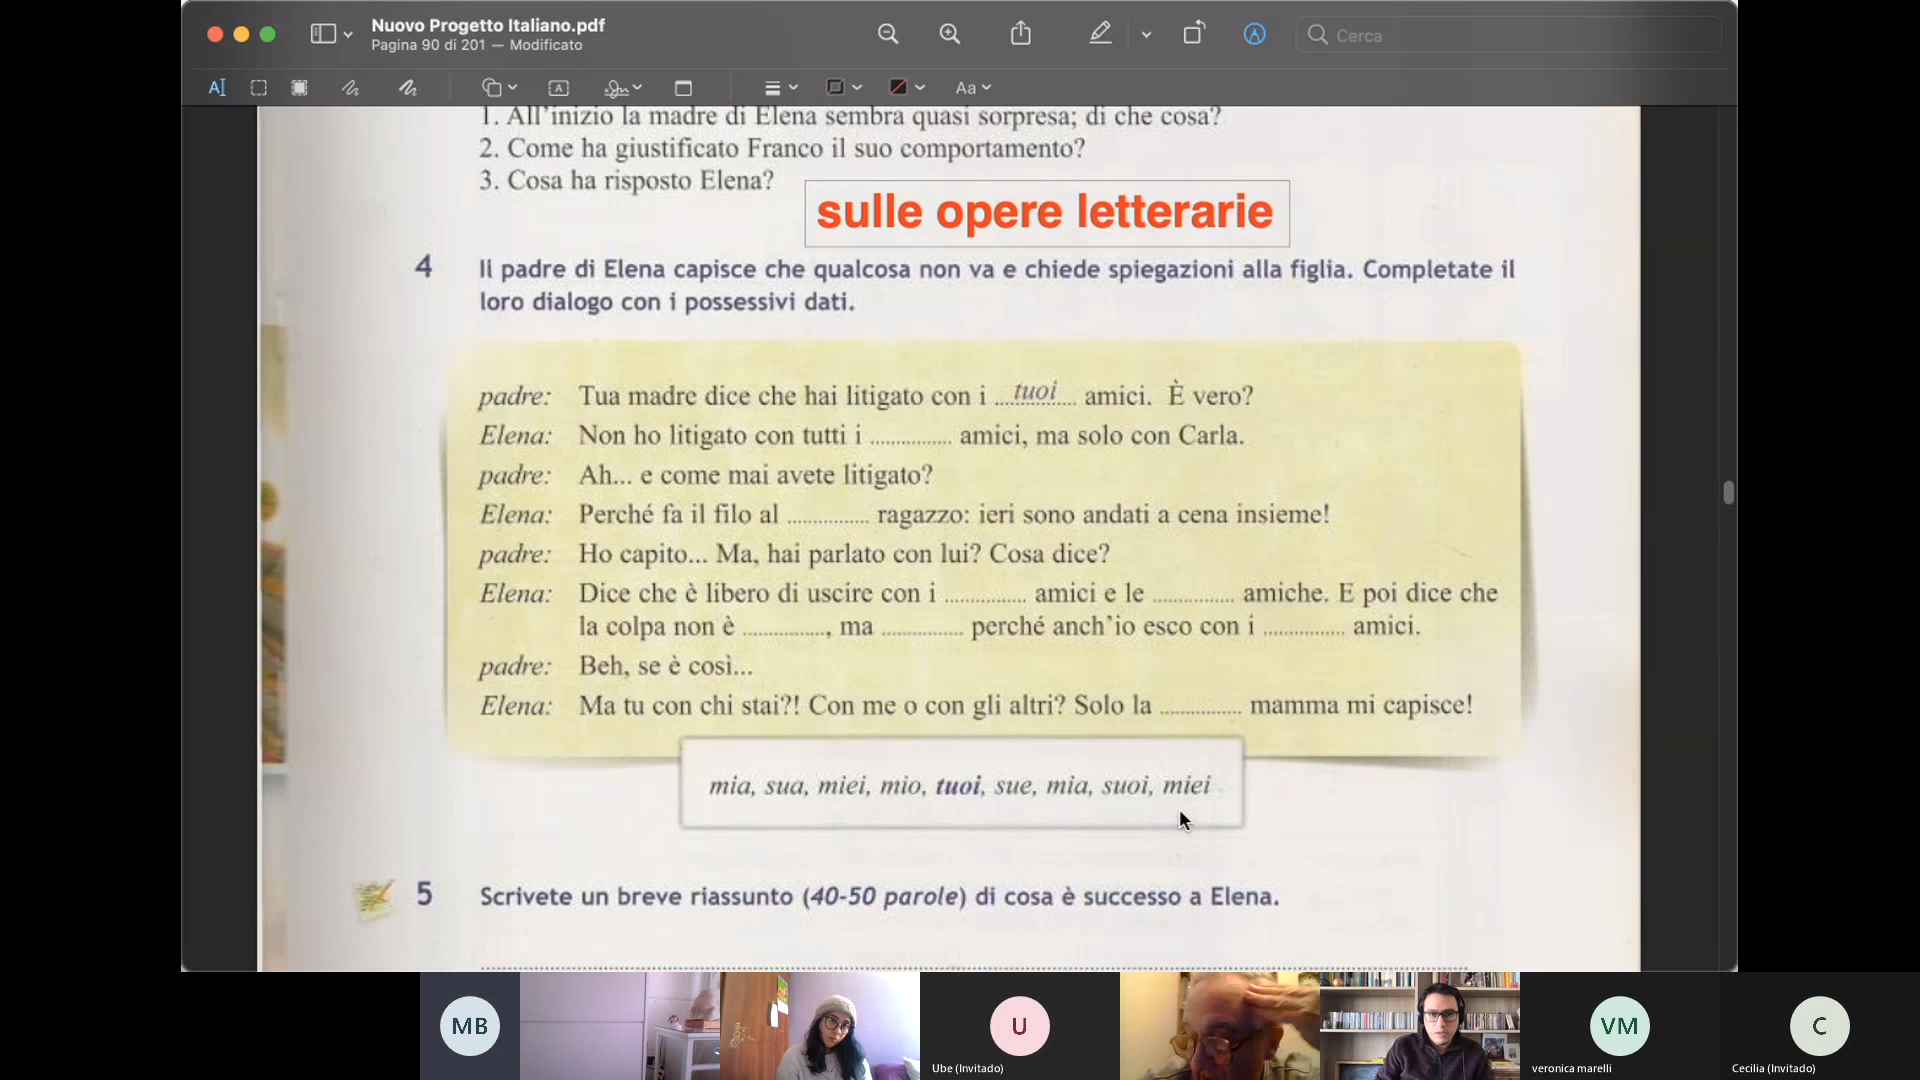 Nuovo Progetto Italiano.pdf
Pagina 90 di 201 — Modificato
Cerca
Aa
1. All'inizio la madre di Elena sembra quasi sorpresa; di che cosa?
2. Come ha giustificato Franco il suo comportamento?
3. Cosa ha risposto Elena?
sulle opere letterarie
4 Il padre di Elena capisce che qualcosa non va e chiede spiegazioni alla figlia. Completate il
loro dialogo con i possessivi dati.
padre: Tua madre dice che hai litigato con i ...tuoi... amici. È vero?
Elena: Non ho litigato con tutti i ............... amici, ma solo con Carla.
padre: Ah... e come mai avete litigato?
Elena: Perché fa il filo al ............... ragazzo: ieri sono andati a cena insieme!
padre: Ho capito... Ma, hai parlato con lui? Cosa dice?
Elena: Dice che è libero di uscire con i ............... amici e le ............... amiche. E poi dice che
la colpa non è ..............., ma ............... perché anch'io esco con i ............... amici.
padre: Beh, se è così...
Elena: Ma tu con chi stai?! Con me o con gli altri? Solo la ............... mamma mi capisce!
mia, sua, miei, mio, tuoi, sue, mia, suoi, miei
5 Scrivete un breve riassunto (40-50 parole) di cosa è successo a Elena.
MB
U
Ube (Invitado)
VM
veronica marelli
C
Cecilia (Invitado)